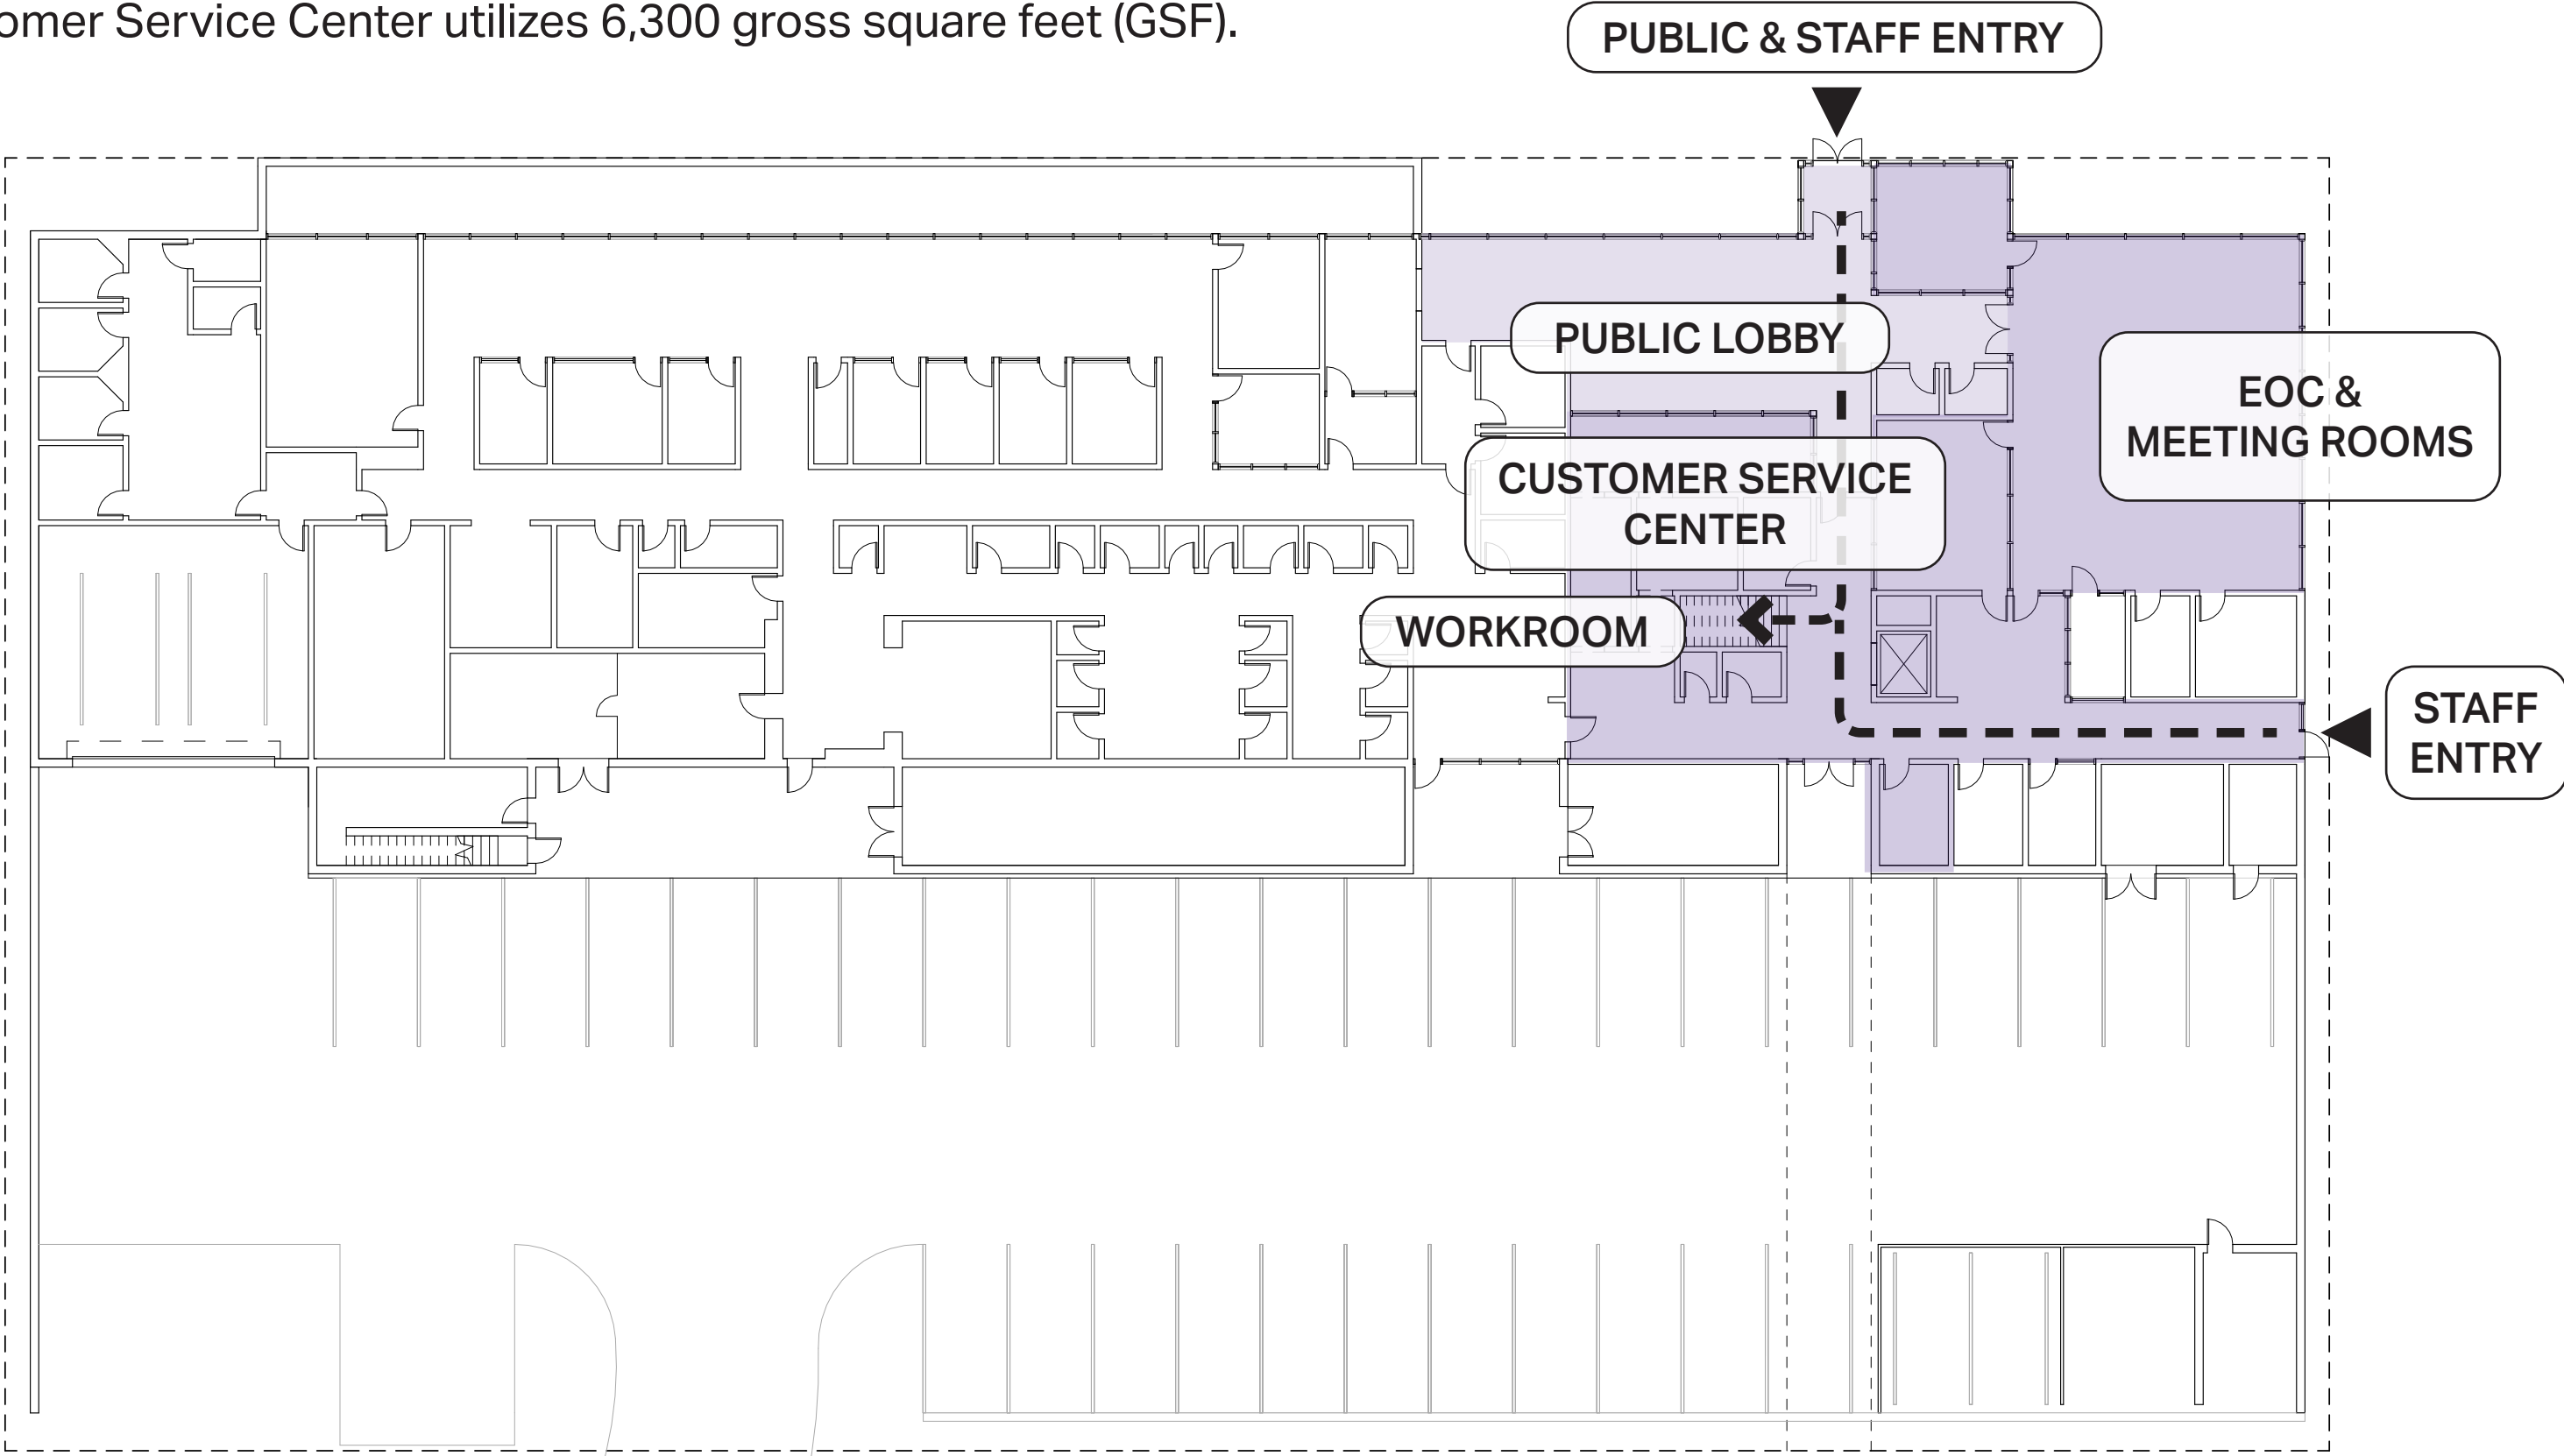 omer Service Center utilizes 6,300 gross square feet (GSF).
PUBLIC & STAFF ENTRY
PUBLIC LOBBY
EOC &
MEETING ROOMS
CUSTOMER SERVICE
CENTER
WORKROOM
STAFF
ENTRY